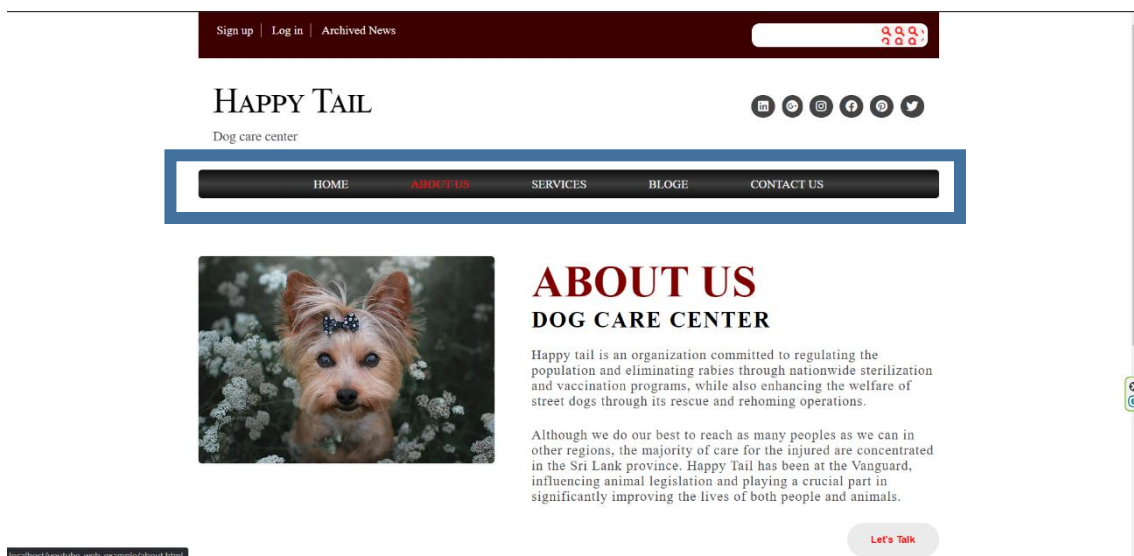 Sign up | Log in | Archived News
HAPPY TAIL
Dog care center
HOME ABOUT US SERVICES BLOGE CONTACT US
ABOUT US
DOG CARE CENTER
Happy tail is an organization committed to regulating the
population and eliminating rabies through nationwide sterilization
and vaccination programs, while also enhancing the welfare of
street dogs through its rescue and rehoming operations.
Although we do our best to reach as many peoples as we can in
other regions, the majority of care for the injured are concentrated
in the Sri Lank province. Happy Tail has been at the Vanguard,
influencing animal legislation and playing a crucial part in
significantly improving the lives of both people and animals.
Let's Talk